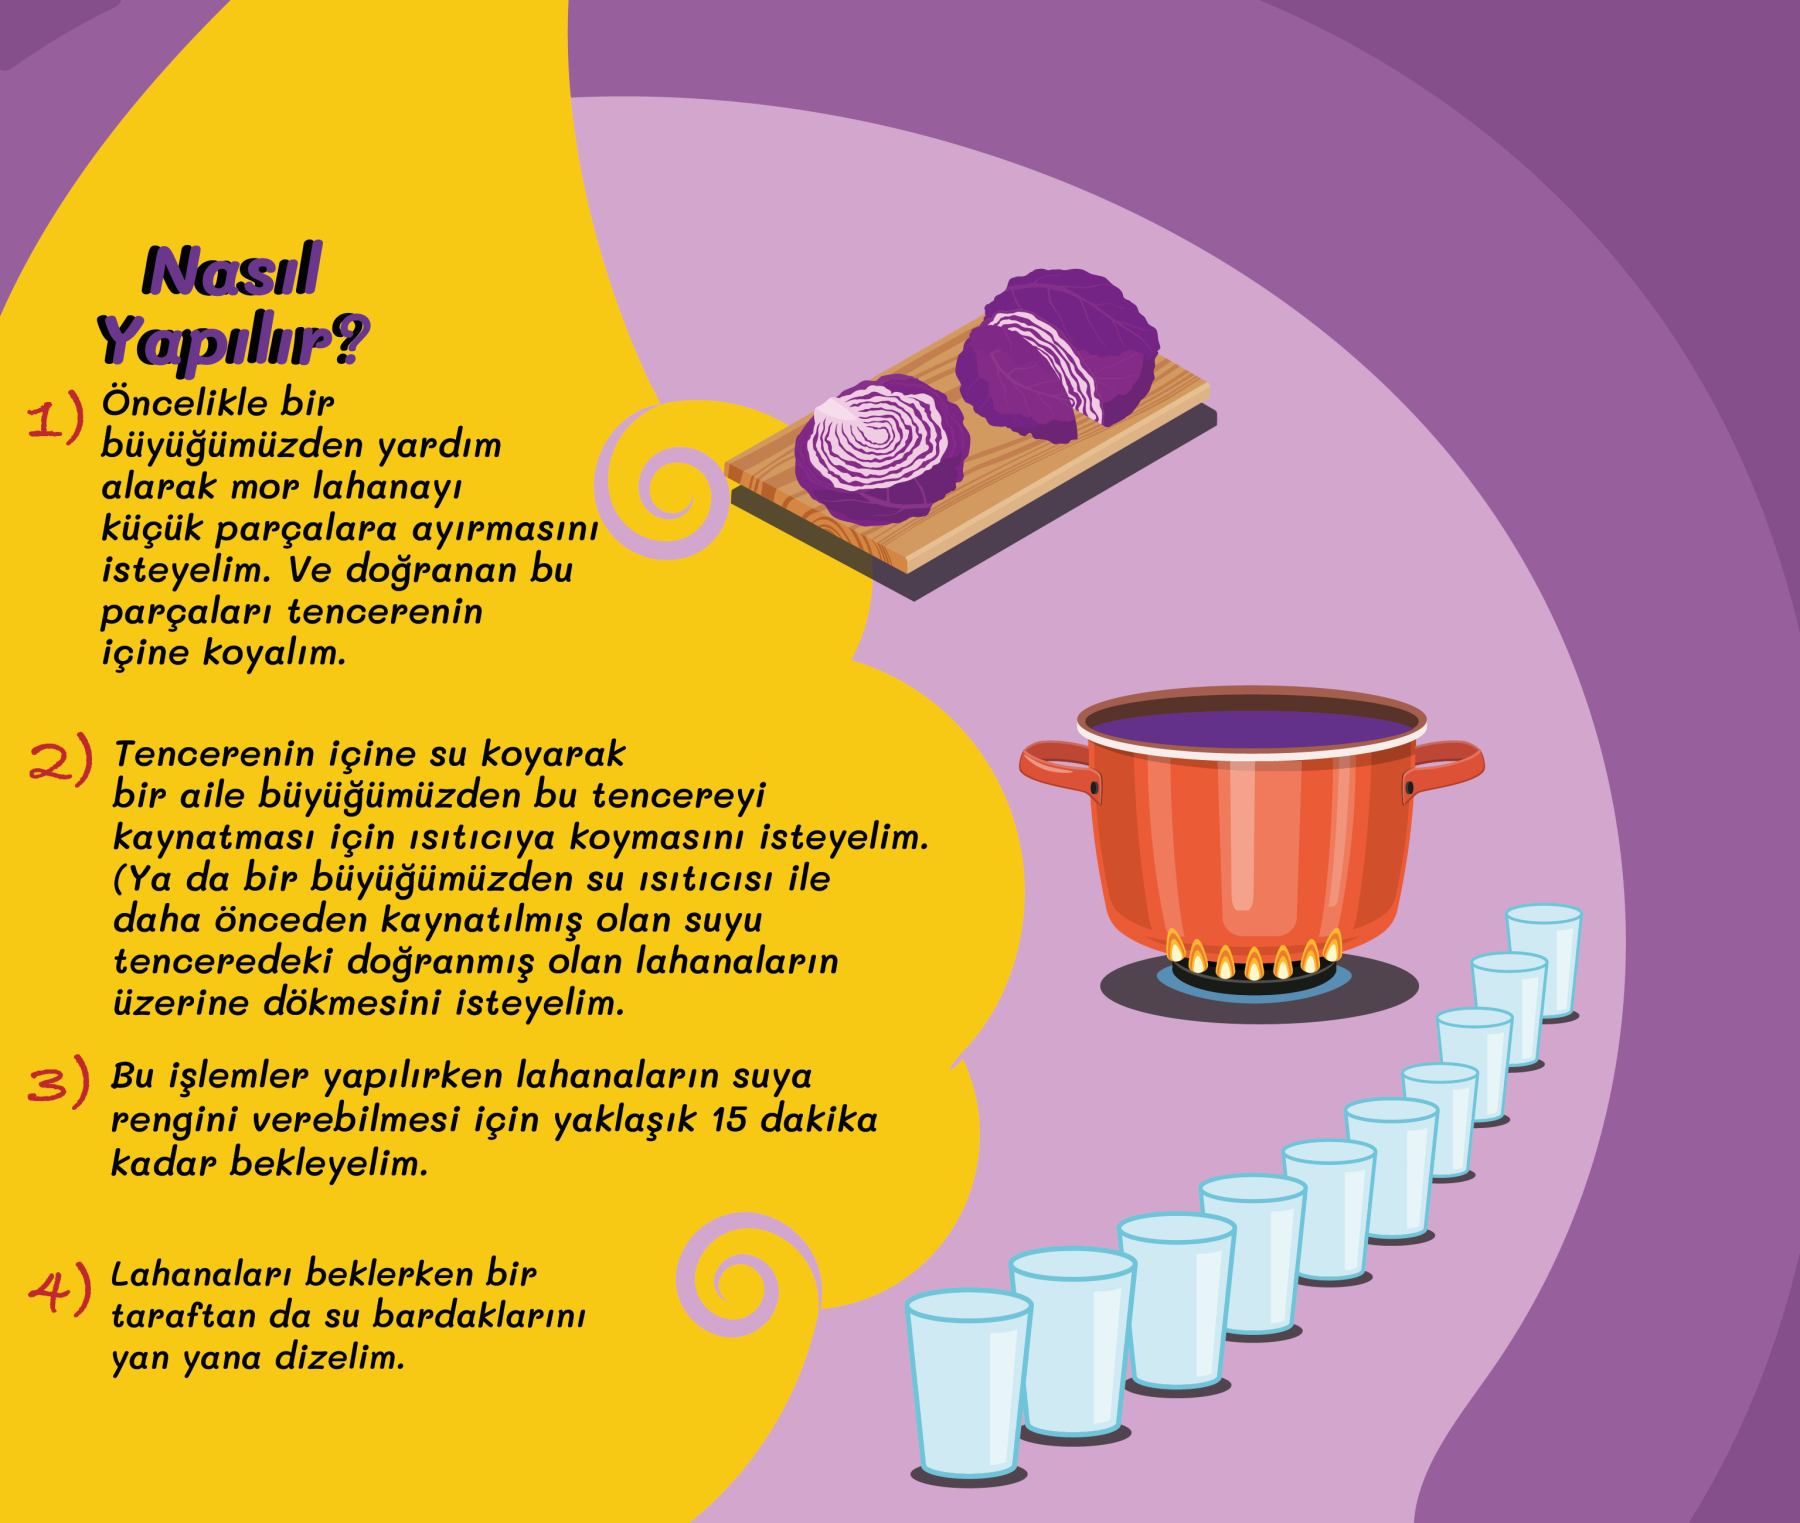 Nasıl
Yapılır?
1) Öncelikle bir
büyüğümüzden yardım
alarak mor lahanayı
küçük parçalara ayırmasını
isteyelim. Ve doğranan bu
parçaları tencerenin
içine koyalım.
2) Tencerenin içine su koyarak
bir aile büyüğümüzden bu tencereyi
kaynatması için ısıtıcıya koymasını isteyelim.
(Ya da bir büyüğümüzden su ısıtıcısı ile
daha önceden kaynatılmış olan suyu
tenceredeki doğranmış olan lahanaların
üzerine dökmesini isteyelim.
3) Bu işlemler yapılırken lahanaların suya
rengini verebilmesi için yaklaşık 15 dakika
kadar bekleyelim.
4) Lahanaları beklerken bir
taraftan da su bardaklarını
yan yana dizelim.